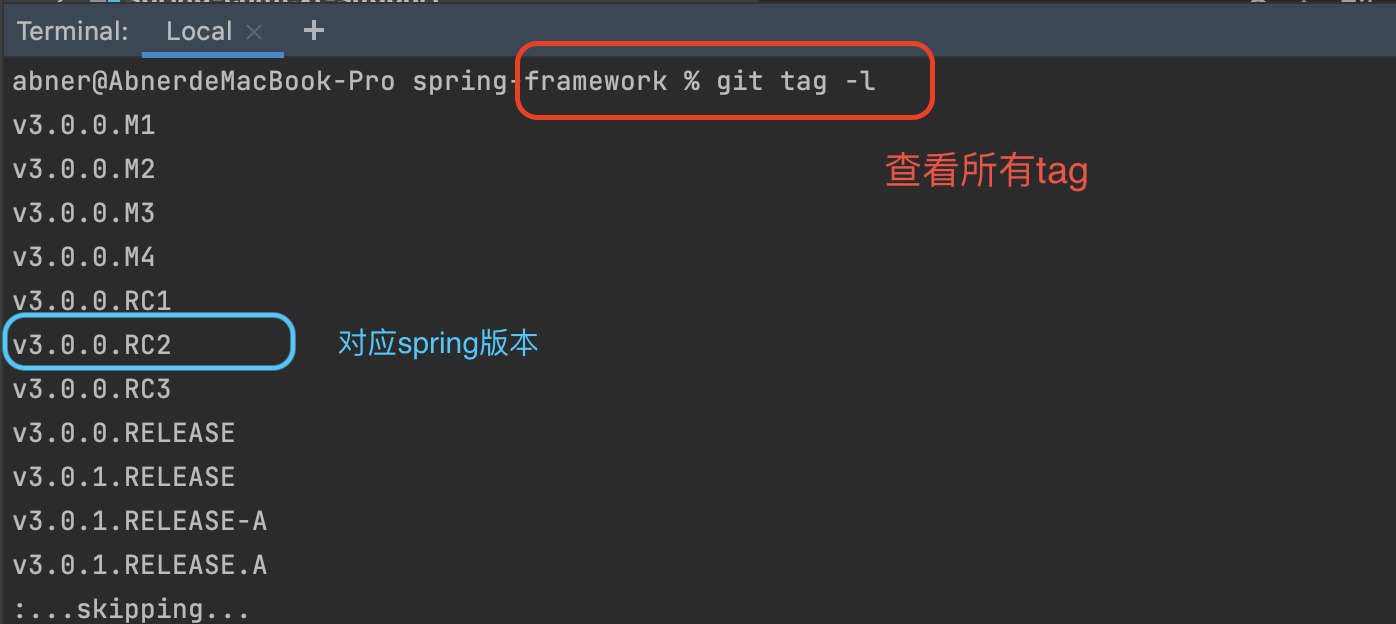 Terminal: Local × +
abner@AbnerdeMacBook-Pro spring-framework % git tag -l
v3.0.0.M1
查看所有tag
v3.0.0.M2
v3.0.0.M3
v3.0.0.M4
v3.0.0.RC1
v3.0.0.RC2 对应spring版本
v3.0.0.RC3
v3.0.0.RELEASE
v3.0.1.RELEASE
v3.0.1.RELEASE-A
v3.0.1.RELEASE.A
:...skipping...